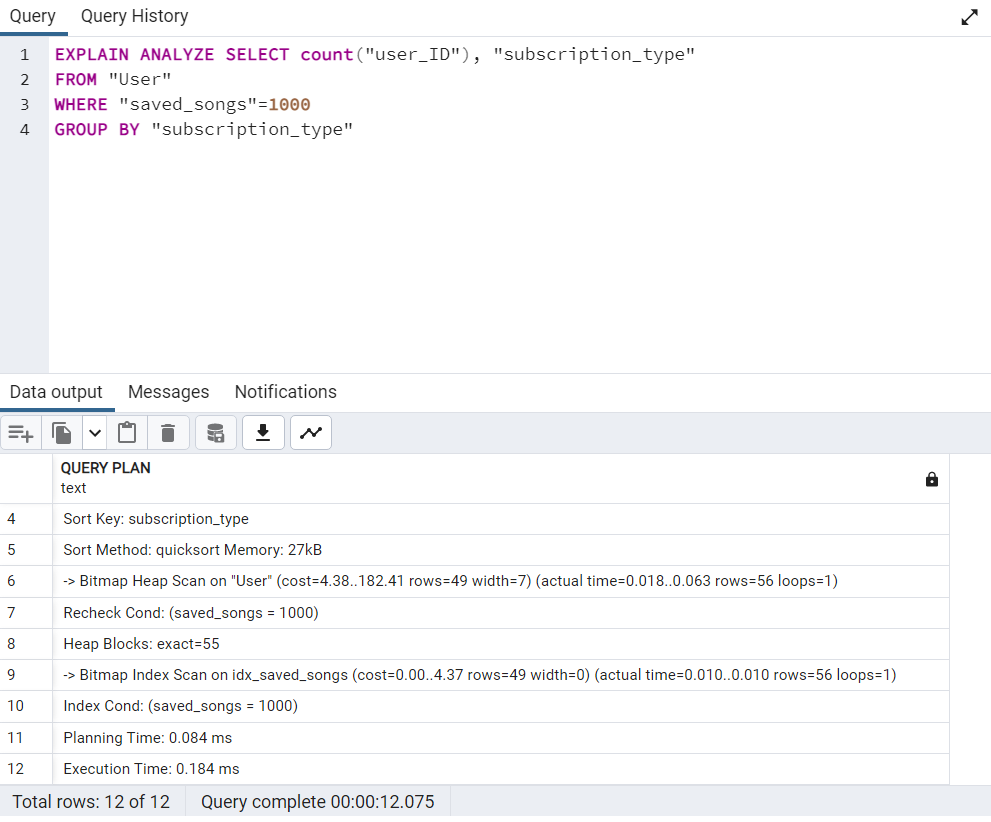 Query Query History
1 EXPLAIN ANALYZE SELECT count("user_ID"), "subscription_type"
2 FROM "User"
3 WHERE "saved_songs"=1000
4 GROUP BY "subscription_type"
Data output Messages Notifications
QUERY PLAN
text
4 Sort Key: subscription_type
5 Sort Method: quicksort Memory: 27kB
6 -> Bitmap Heap Scan on "User" (cost=4.38..182.41 rows=49 width=7) (actual time=0.018..0.063 rows=56 loops=1)
7 Recheck Cond: (saved_songs = 1000)
8 Heap Blocks: exact=55
9 -> Bitmap Index Scan on idx_saved_songs (cost=0.00..4.37 rows=49 width=0) (actual time=0.010..0.010 rows=56 loops=1)
10 Index Cond: (saved_songs = 1000)
11 Planning Time: 0.084 ms
12 Execution Time: 0.184 ms
Total rows: 12 of 12 Query complete 00:00:12.075